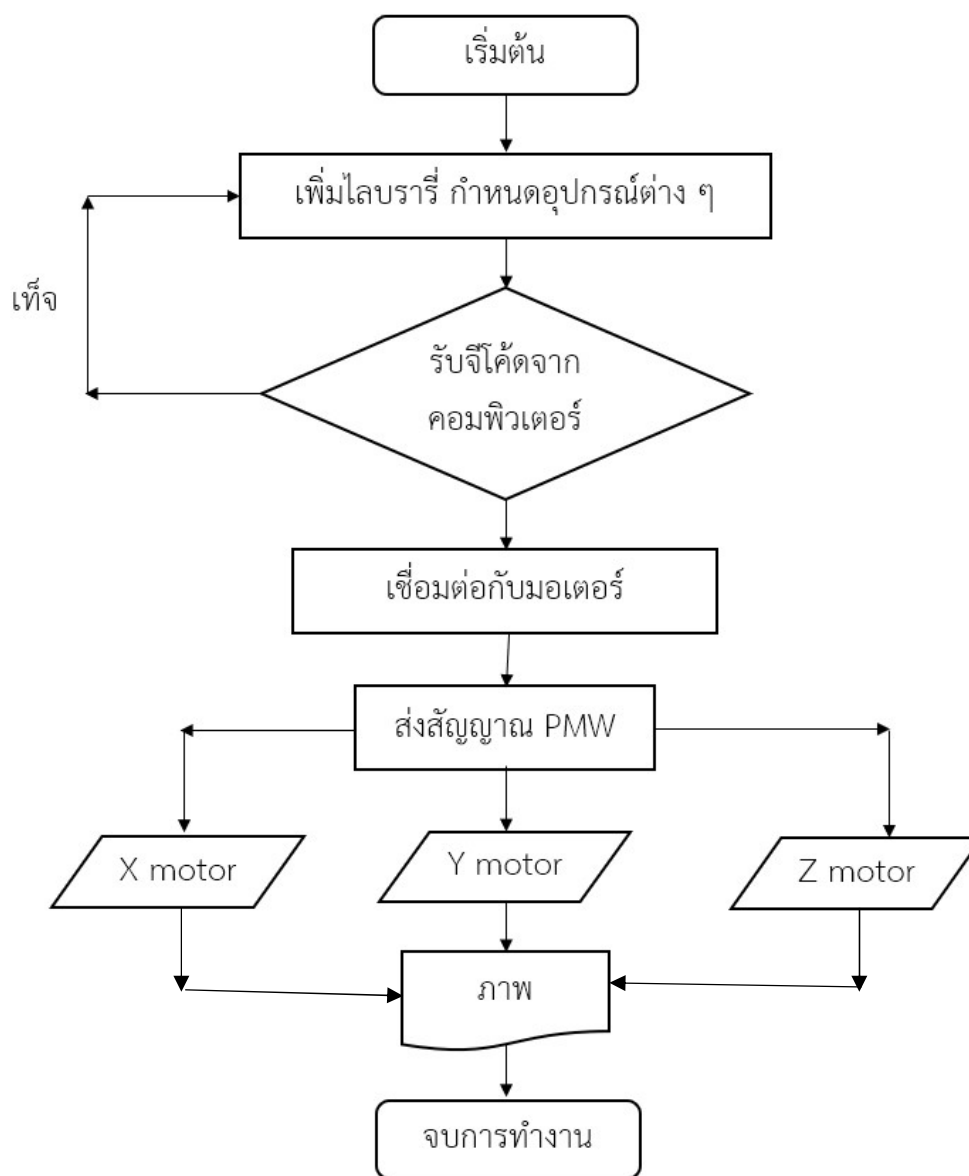 เริ่มต้น
เพิ่มไลบรารี่ กำหนดอุปกรณ์ต่าง ๆ
เท็จ
รับจีโค้ดจาก
คอมพิวเตอร์
เชื่อมต่อกับมอเตอร์
ส่งสัญญาณ PMW
X motor
Y motor
Z motor
ภาพ
จบการทำงาน